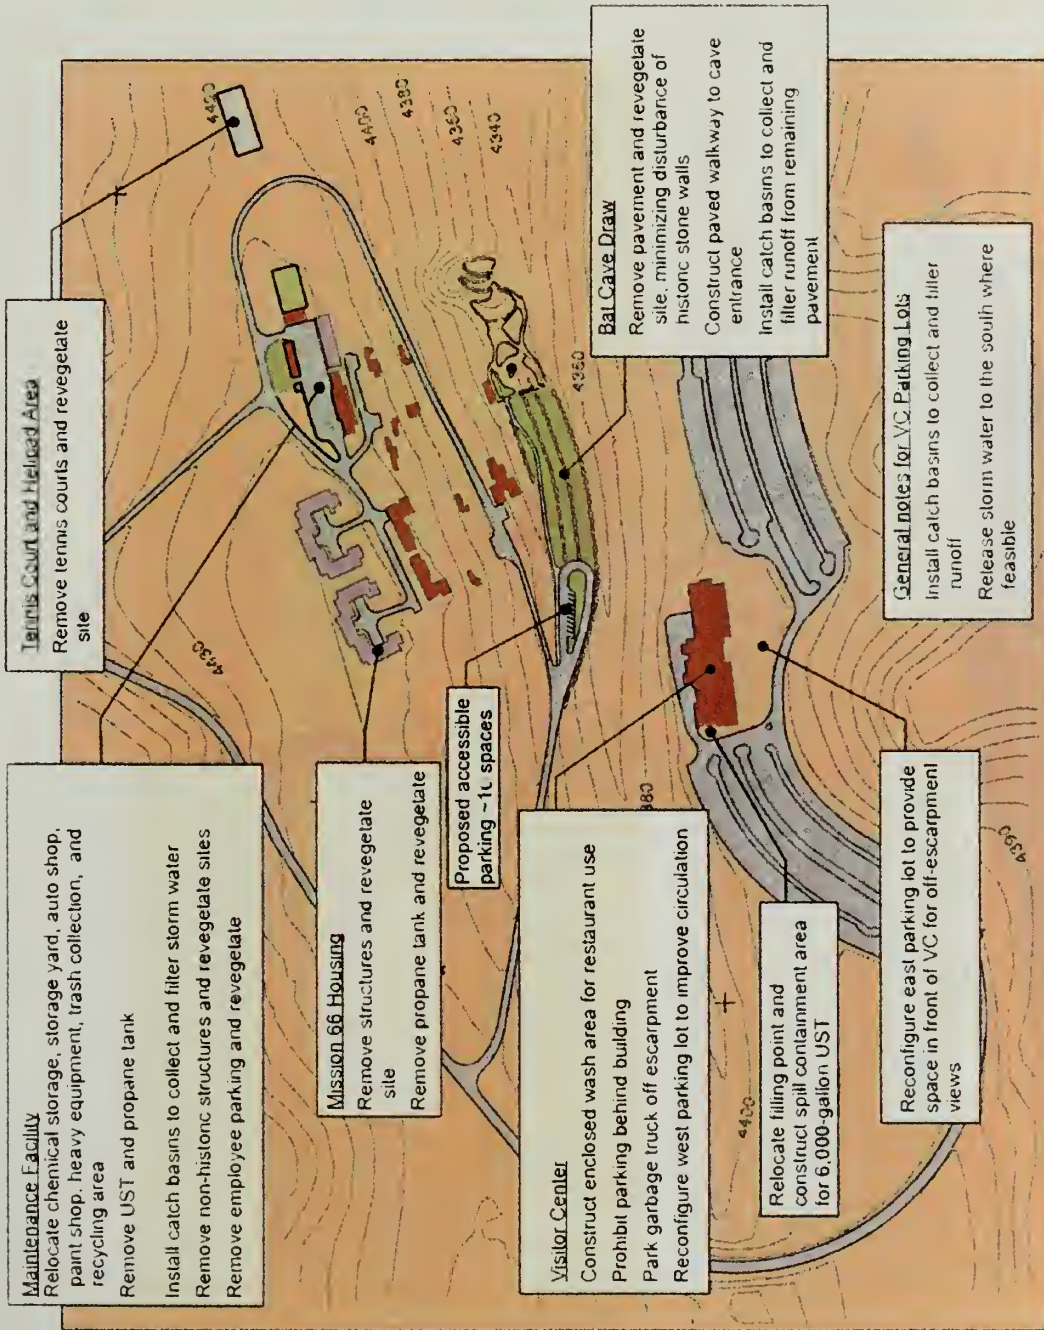 Maintenance Facility
Relocate chemical storage, storage yard, auto shop,
paint shop, heavy equipment, trash collection, and
recycling area
Remove UST and propane tank
Install catch basins to collect and filter storm water
Remove non-historic structures and revegetate sites
Remove employee parking and revegetate
Tennis Court and Helipad Area
Remove tennis courts and revegetate
site
Mission 66 Housing
Remove structures and revegetate
site
Remove propane tank and revegetate
Proposed accessible
parking ~10 spaces
Visitor Center
Construct enclosed wash area for restaurant use
Prohibit parking behind building
Park garbage truck off escarpment
Reconfigure west parking lot to improve circulation
Bat Cave Draw
Remove pavement and revegetate
site, minimizing disturbance of
historic stone walls
Construct paved walkway to cave
entrance
Install catch basins to collect and
filter runoff from remaining
pavement
Relocate filling point and
construct spill containment area
for 6,000-gallon UST
Reconfigure east parking lot to provide
space in front of VC for off-escarpment
views
General notes for VC Parking Lots
Install catch basins to collect and filter
runoff
Release storm water to the south where
feasible
4430
4400
4380
4360
4340
4360
4400
4390